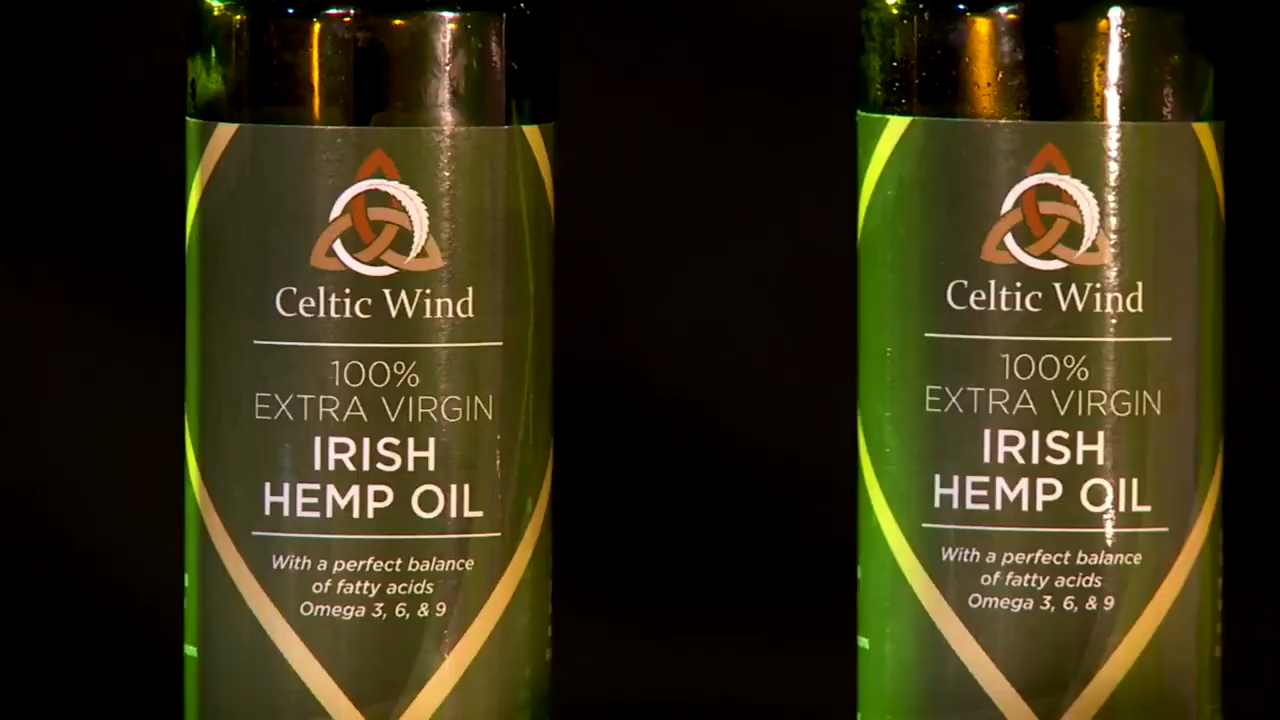 Celtic Wind
100%
EXTRA VIRGIN
IRISH
HEMP OIL
With a perfect balance
of fatty acids
Omega 3, 6, & 9
Celtic Wind
100%
EXTRA VIRGIN
IRISH
HEMP OIL
With a perfect balance
of fatty acids
Omega 3, 6, & 9